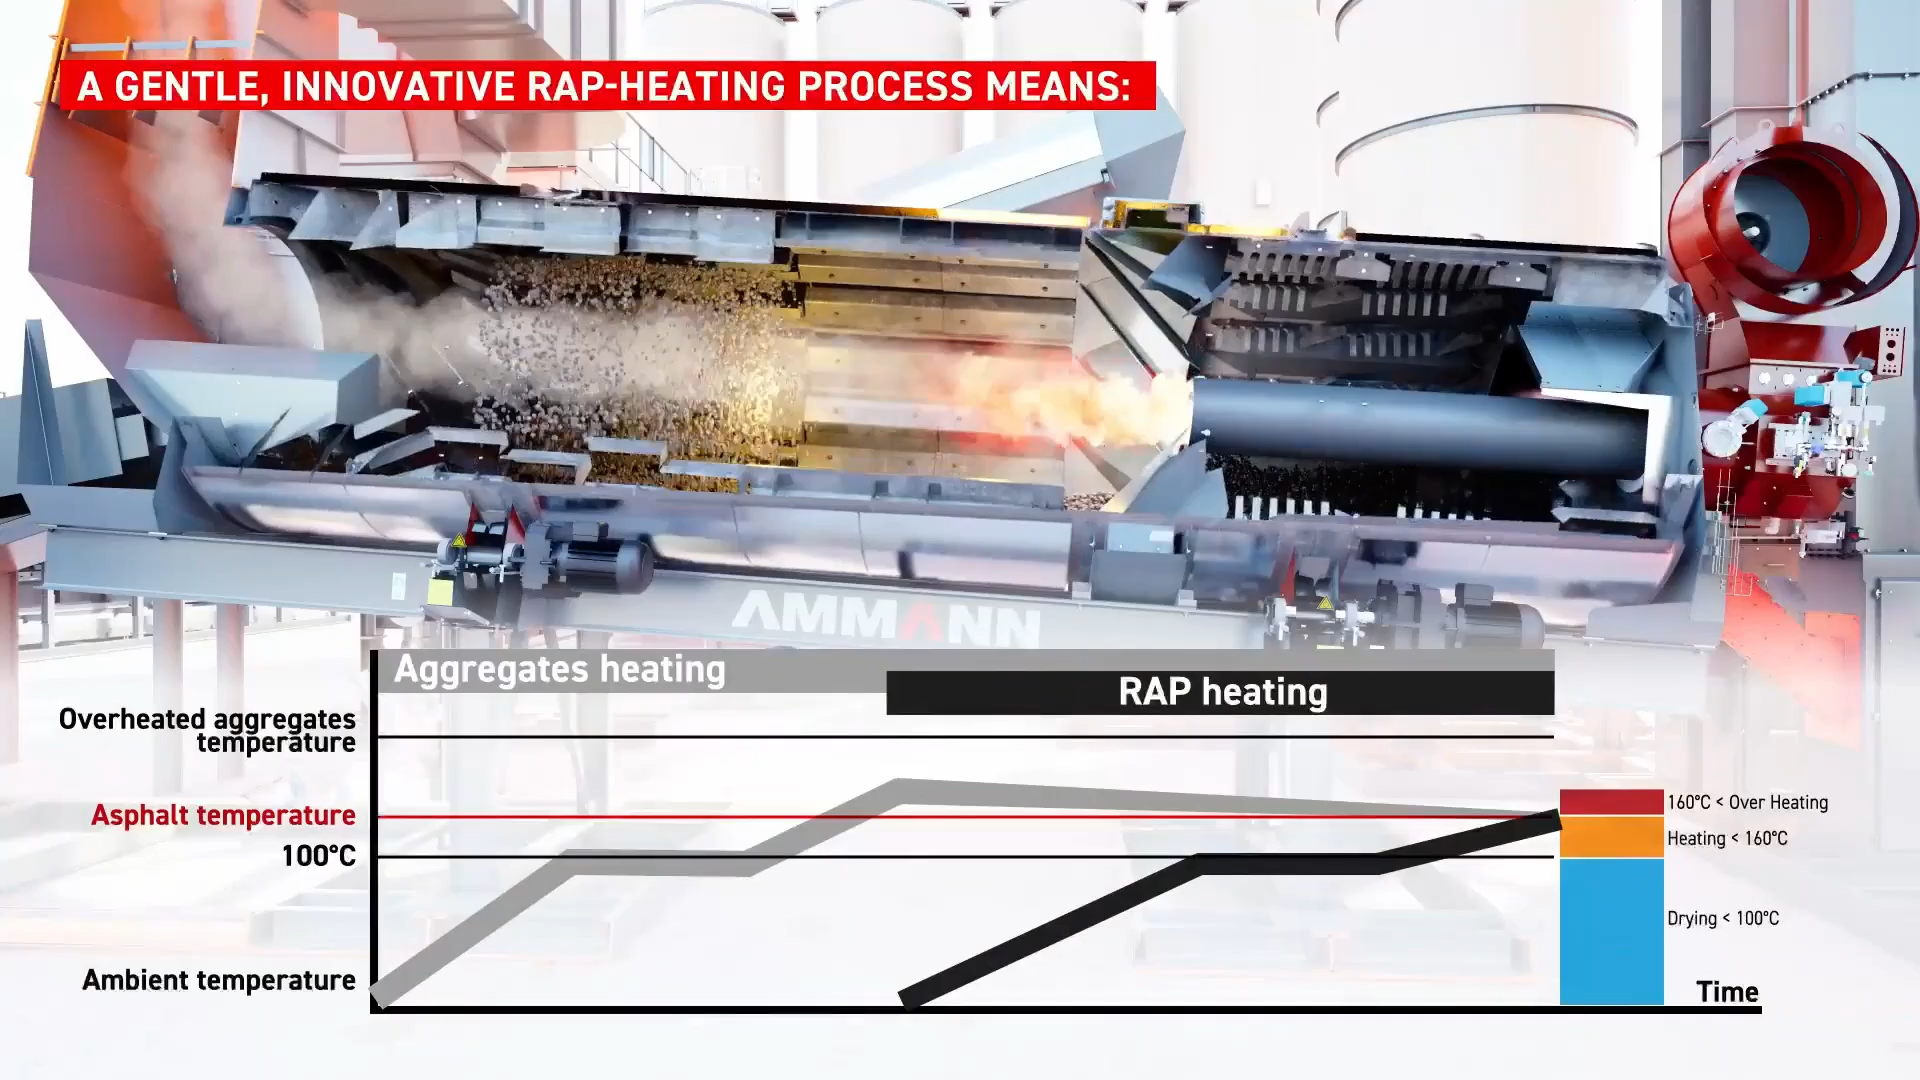 A GENTLE, INNOVATIVE RAP-HEATING PROCESS MEANS:
AMMANN
Aggregates heating
RAP heating
Overheated aggregates
temperature
Asphalt temperature
100°C
Ambient temperature
160°C < Over Heating
Heating < 160°C
Drying < 100°C
Time